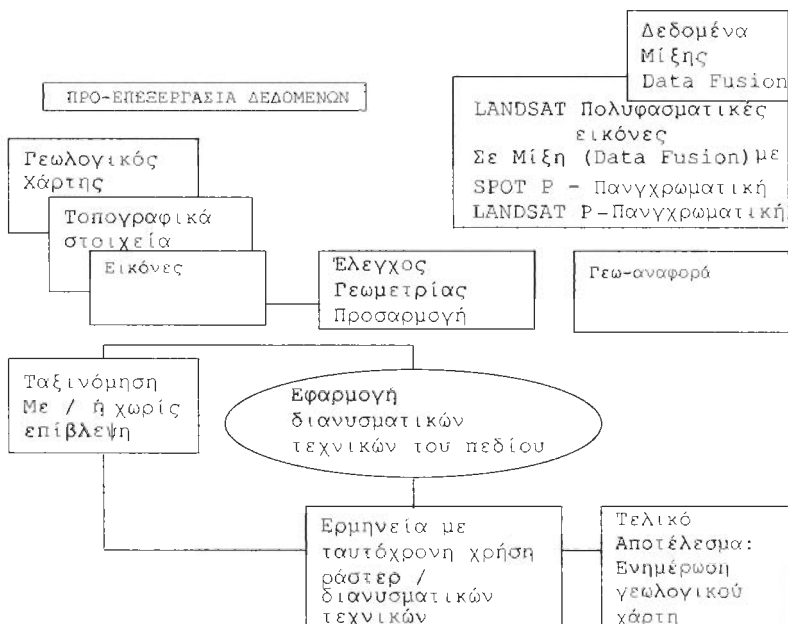 Δεδομένα
Μίξης
Data Fusion
ΠΡΟ-ΕΠΕΞΕΡΓΑΣΙΑ ΔΕΔΟΜΕΝΩΝ
LANDSAT Πολυφασματικές
εικόνες
Σε Μίξη (Data Fusion) με
SPOT P - Πανγχρωματική
LANDSAT P-Πανγχρωματική
Γεωλογικός
Χάρτης
Τοπογραφικά
στοιχεία
Εικόνες
Έλεγχος
Γεωμετρίας
Προσαρμογή
Γεω-αναφορά
Ταξινόμηση
Με / ή χωρίς
επίβλεψη
Εφαρμογή
διανυσματικών
τεχνικών του πεδίου
Ερμηνεία με
ταυτόχρονη χρήση
ράστερ /
διανυσματικών
τεχνικών
Τελικό
Αποτέλεσμα:
Ενημέρωση
γεωλογικού
χάρτη